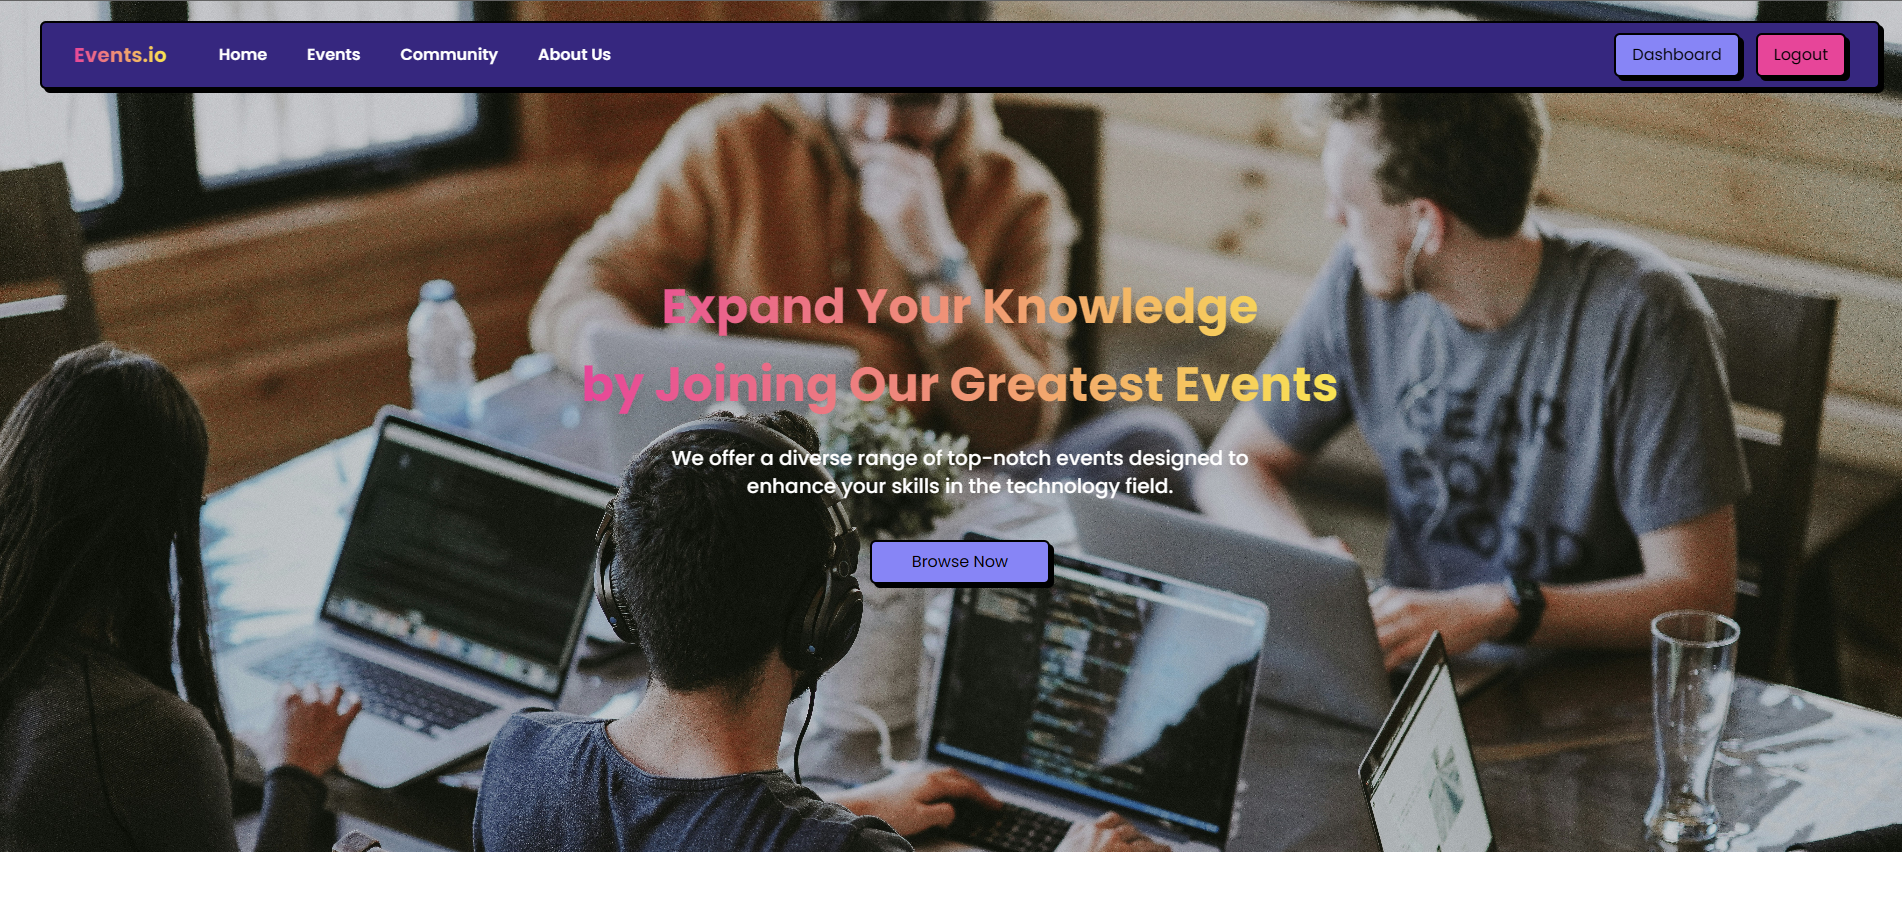 Events.io
Home
Events
Community
About Us
Dashboard
Logout
Expand Your Knowledge
by Joining Our Greatest Events
We offer a diverse range of top-notch events designed to
enhance your skills in the technology field.
Browse Now